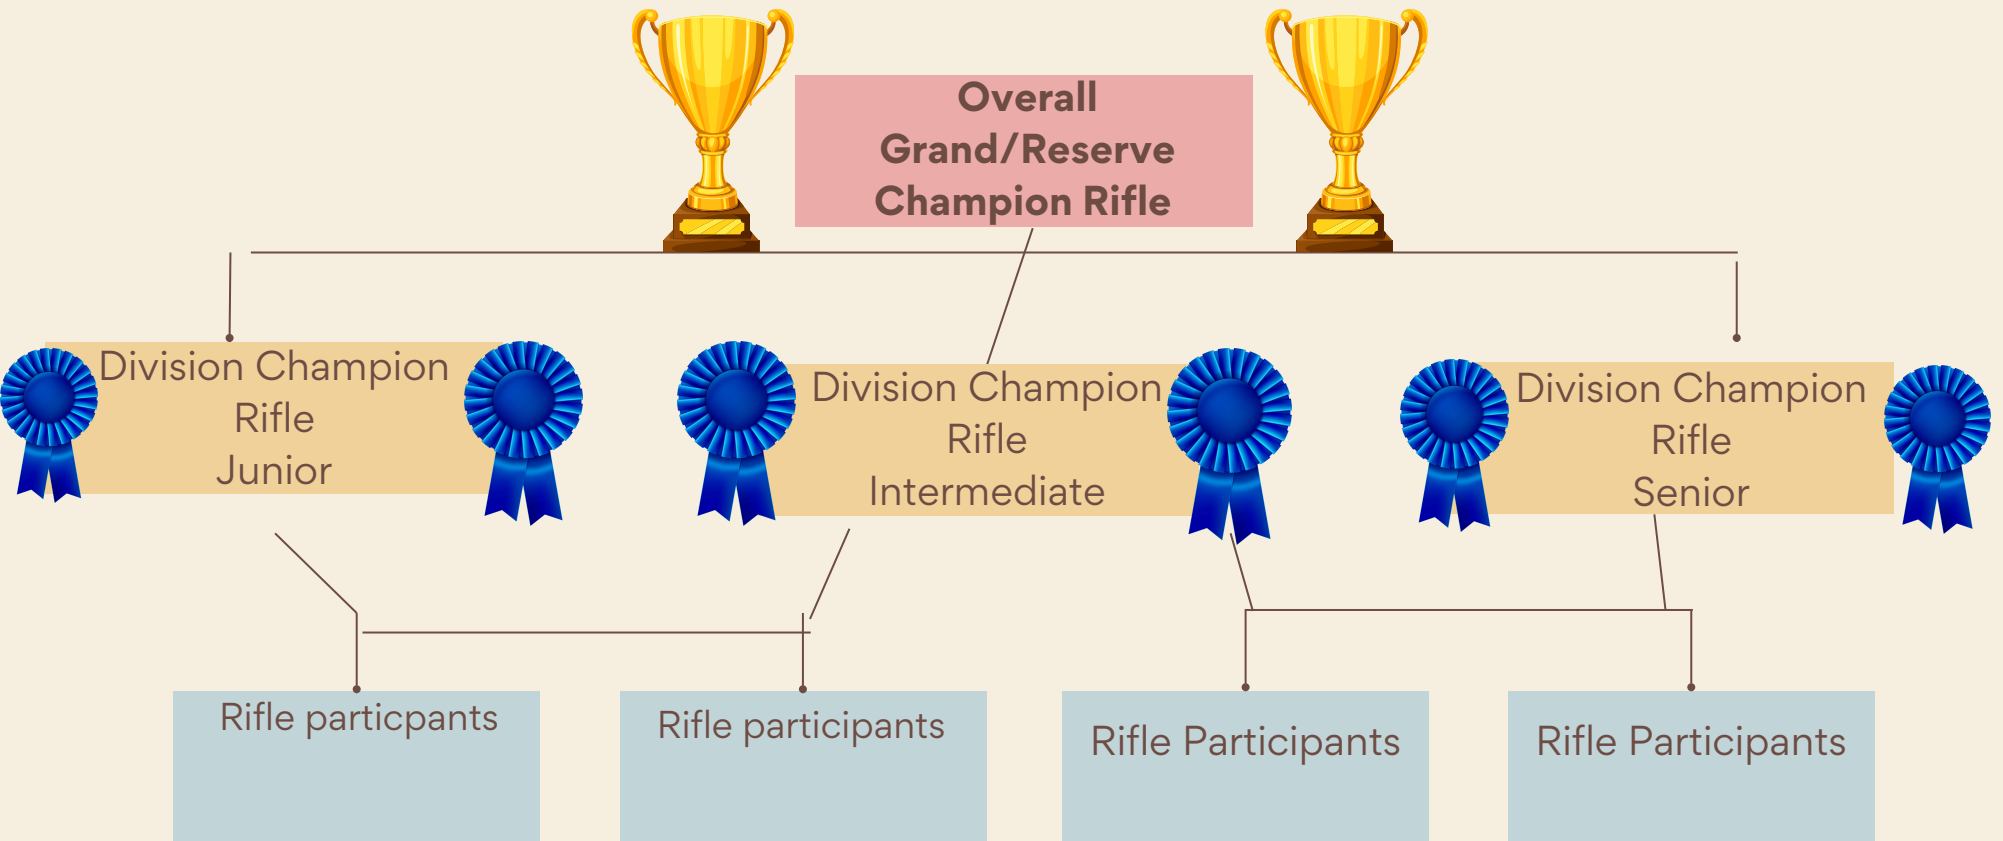 Overall
Grand/Reserve
Champion Rifle
Division Champion
Rifle
Junior
Division Champion
Rifle
Intermediate
Division Champion
Rifle
Senior
Rifle particpants
Rifle participants
Rifle Participants
Rifle Participants